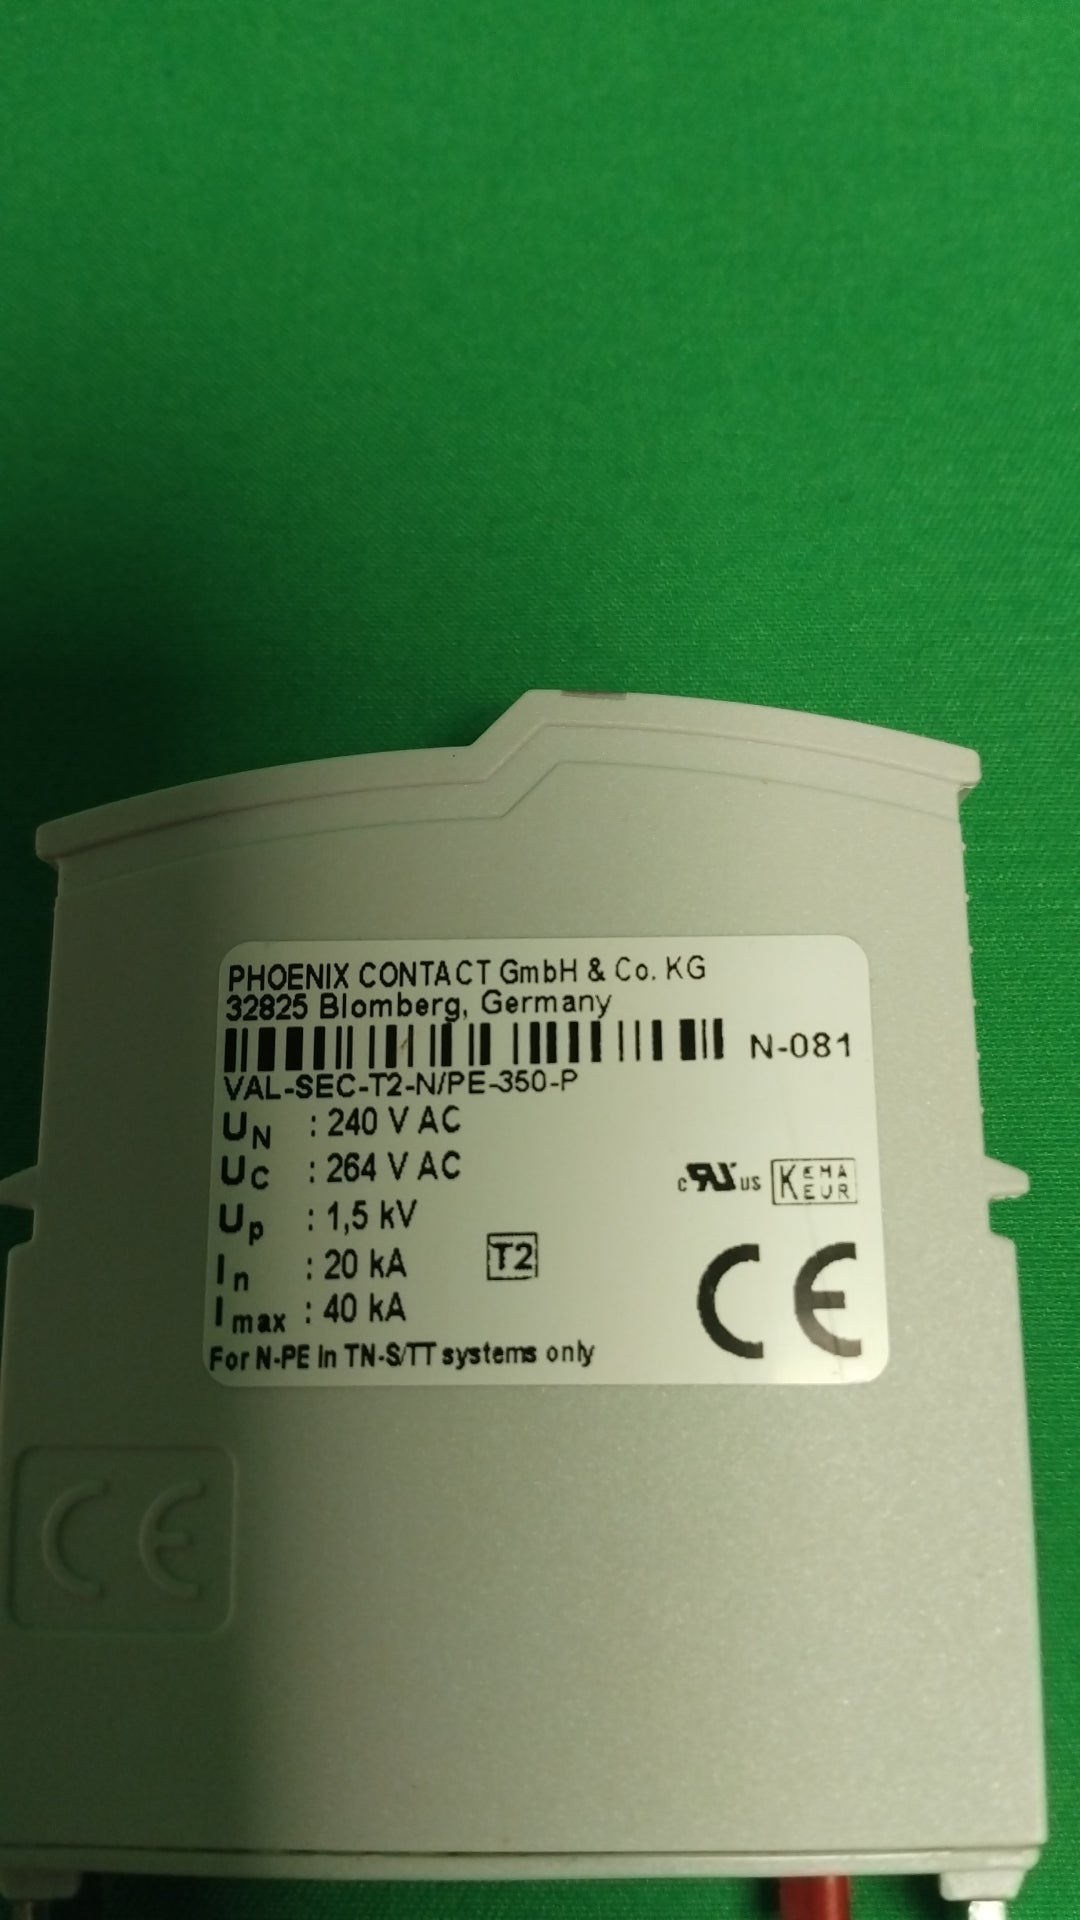 PHOENIX CONTACT GmbH & Co. KG
32825 Blomberg, Germany
N-081
VAL-SEC-T2-N/PE-350-P
UN : 240 V AC
UC : 264 V AC
Up : 1,5 kV
In : 20 kA
T2
Imax : 40 kA
For N-PE in TN-S/TT systems only
c RU us
KEMA
EUR
CE
CE